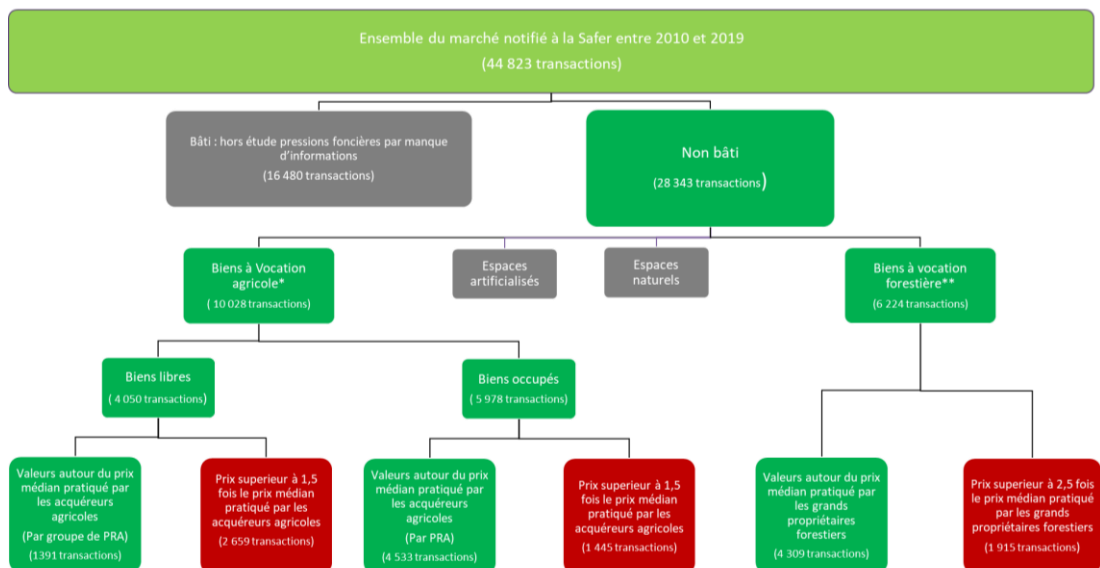 Ensemble du marché notifié à la Safer entre 2010 et 2019
(44 823 transactions)
Bâti : hors étude pressions foncières par manque
d'informations
(16 480 transactions)
Non bâti
(28 343 transactions)
Biens à Vocation
agricole*
( 10 028 transactions)
Espaces
artificialisés
Espaces
naturels
Biens à vocation
forestière**
(6 224 transactions)
Biens libres
( 4 050 transactions)
Biens occupés
( 5 978 transactions)
Valeurs autour du prix
médian pratiqué par
les acquéreurs
agricoles
(Par groupe de PRA)
(1391 transactions)
Prix superieur à 1,5
fois le prix médian
pratiqué par les
acquéreurs agricoles
( 2 659 transactions)
Valeurs autour du prix
médian pratiqué par
les acquéreurs
agricoles
(Par PRA)
(4 533 transactions)
Prix superieur à 1,5
fois le prix médian
pratiqué par les
acquéreurs agricoles
( 1 445 transactions)
Valeurs autour du prix
médian pratiqué par
les grands
propriétaires
forestiers
( 4 309 transactions)
Prix superieur à 2,5 fois
le prix médian pratiqué
par les grands
propriétaires forestiers
( 1 915 transactions)